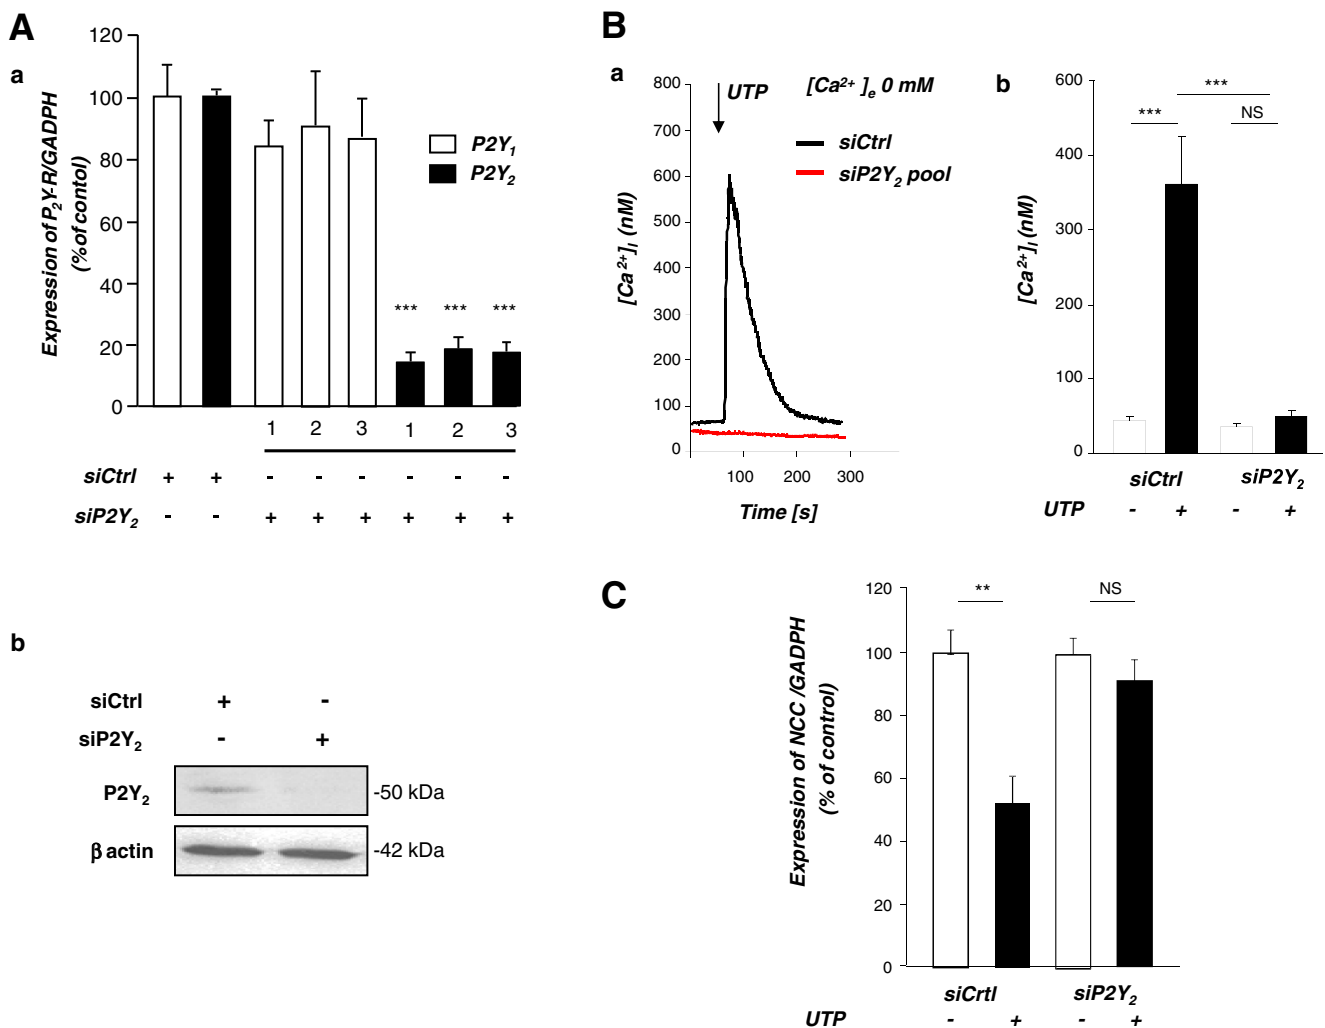 A
a
120
100
80
60
40
20
0
Expression of P2Y-R/GADPH
(%of contol)
P2Y1
P2Y2
*** *** ***
1 2 3 1 2 3
siCtrl + + - - - - - -
siP2Y2 - - + + + + + +
b
siCtrl + -
siP2Y2 - +
P2Y2 -50 kDa
β actin -42 kDa
B
a
800
700
600
500
400
300
200
100
0
[Ca2+]I (nM)
UTP [Ca2+ ]e 0 mM
siCtrl
siP2Y2 pool
100 200 300
Time [s]
b
600
400
300
200
100
0
[Ca2+]I (nM)
***
*** NS
siCtrl siP2Y2
UTP - + - +
C
120
100
80
60
40
20
0
Expression of NCC /GADPH
(% of control)
** NS
siCrtl siP2Y2
UTP - + - +